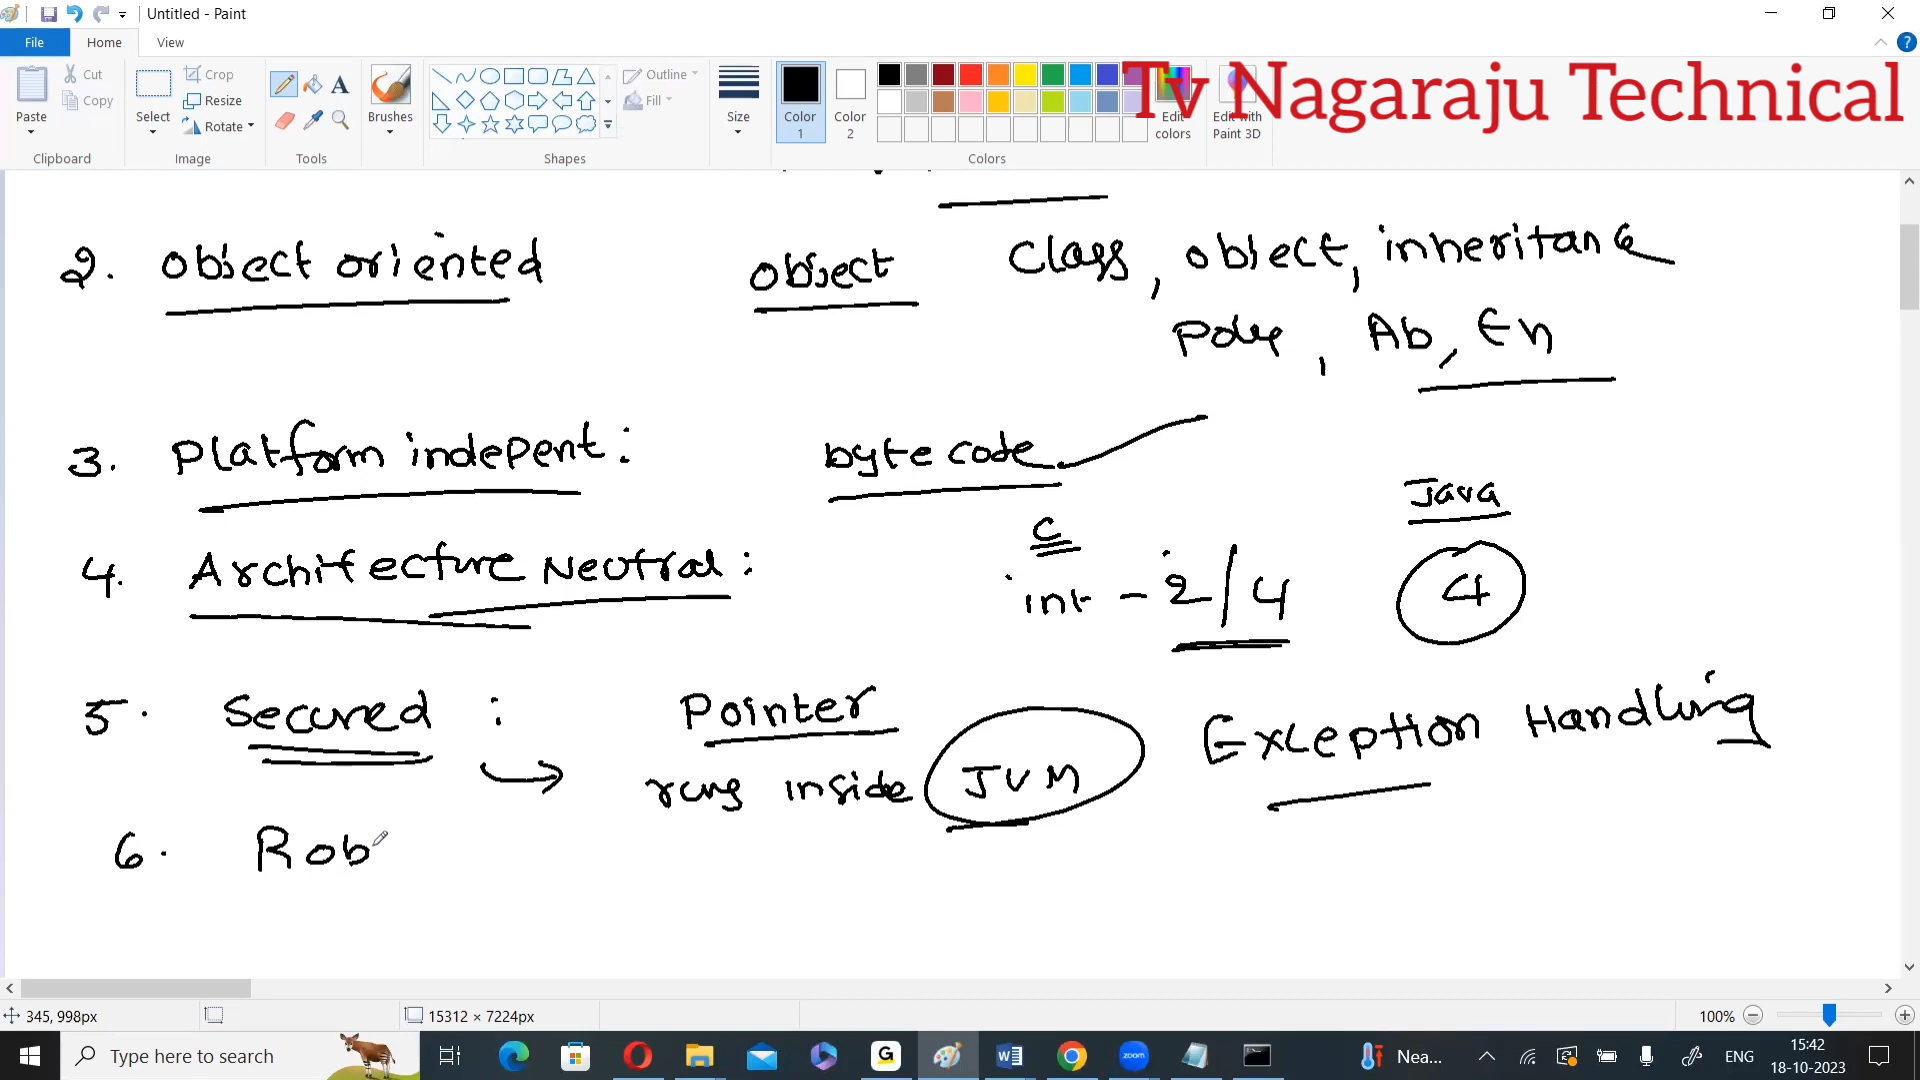 Untitled - Paint
File Home View
Paste Cut Copy Clipboard
Select Crop Resize Rotate Image
Tools
Brushes
Outline Fill Shapes
Size
Color 1 Color 2 Edit colors Edit with Paint 3D Colors
Tv Nagaraju Technical
2. Object oriented object Class, object, inheritance
Poly, Ab, En
3. Platform indepent: byte code
Java
C
4. Architecture Neutral: int - 2/4 4
5. Secured : Pointer Exception Handling
runs inside JVM
6. Rob
345, 998px 15312 × 7224px 100%
Type here to search zoom Nea... ENG 15:42
18-10-2023